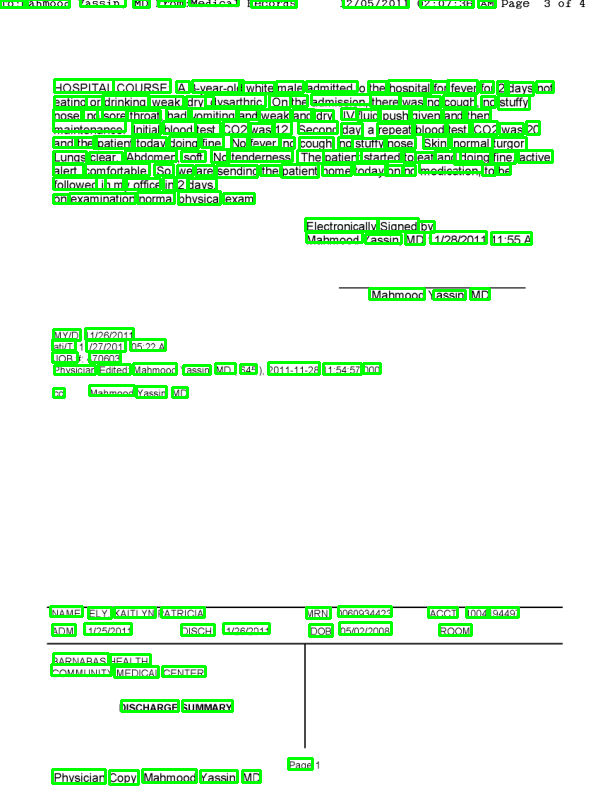 To: Mahmood Yassin, MD From: Medical Records 12/05/2011 02:07:36 AM Page 3 of 4
HOSPITAL COURSE: A 3-year-old white male admitted to the hospital for fever for 2 days not
eating or drinking, weak, dry, dysarthric. On the admission, there was no cough, no stuffy
nose, no sore throat, had vomiting and weak and dry. IV fluid push given and then
maintenance. Initial blood test, CO2 was 12. Second day, a repeat blood test, CO2 was 20
and the patient today doing fine. No fever, no cough, no stuffy nose. Skin normal turgor.
Lungs clear. Abdomen soft. No tenderness. The patient started to eat and doing fine, active,
alert, comfortable. So, we are sending the patient home today on no medication, to be
followed in my office in 2 days.
on examination normal physical exam
Electronically Signed by
Mahmood Yassin, MD 11/28/2011 11:55 A
Mahmood Yassin, MD
MY/D: 11/26/2011
/27/2011 05:22 A
JOB #: 70603
Physician Edited: Mahmood Yassin, MD, 645), 2011-11-28 11:54:57.000
cc: Mahmood Yassin, MD
NAME: ELY, KAITLYN PATRICIA MRN: 0060934423 ACCT:
ADM: 11/25/2011 DISCH: 11/26/2011 DOB: 05/02/2008 ROOM:
BARNABAS HEALTH
COMMUNITY MEDICAL CENTER
DISCHARGE SUMMARY
Page 1
Physician Copy Mahmood Yassin, MD